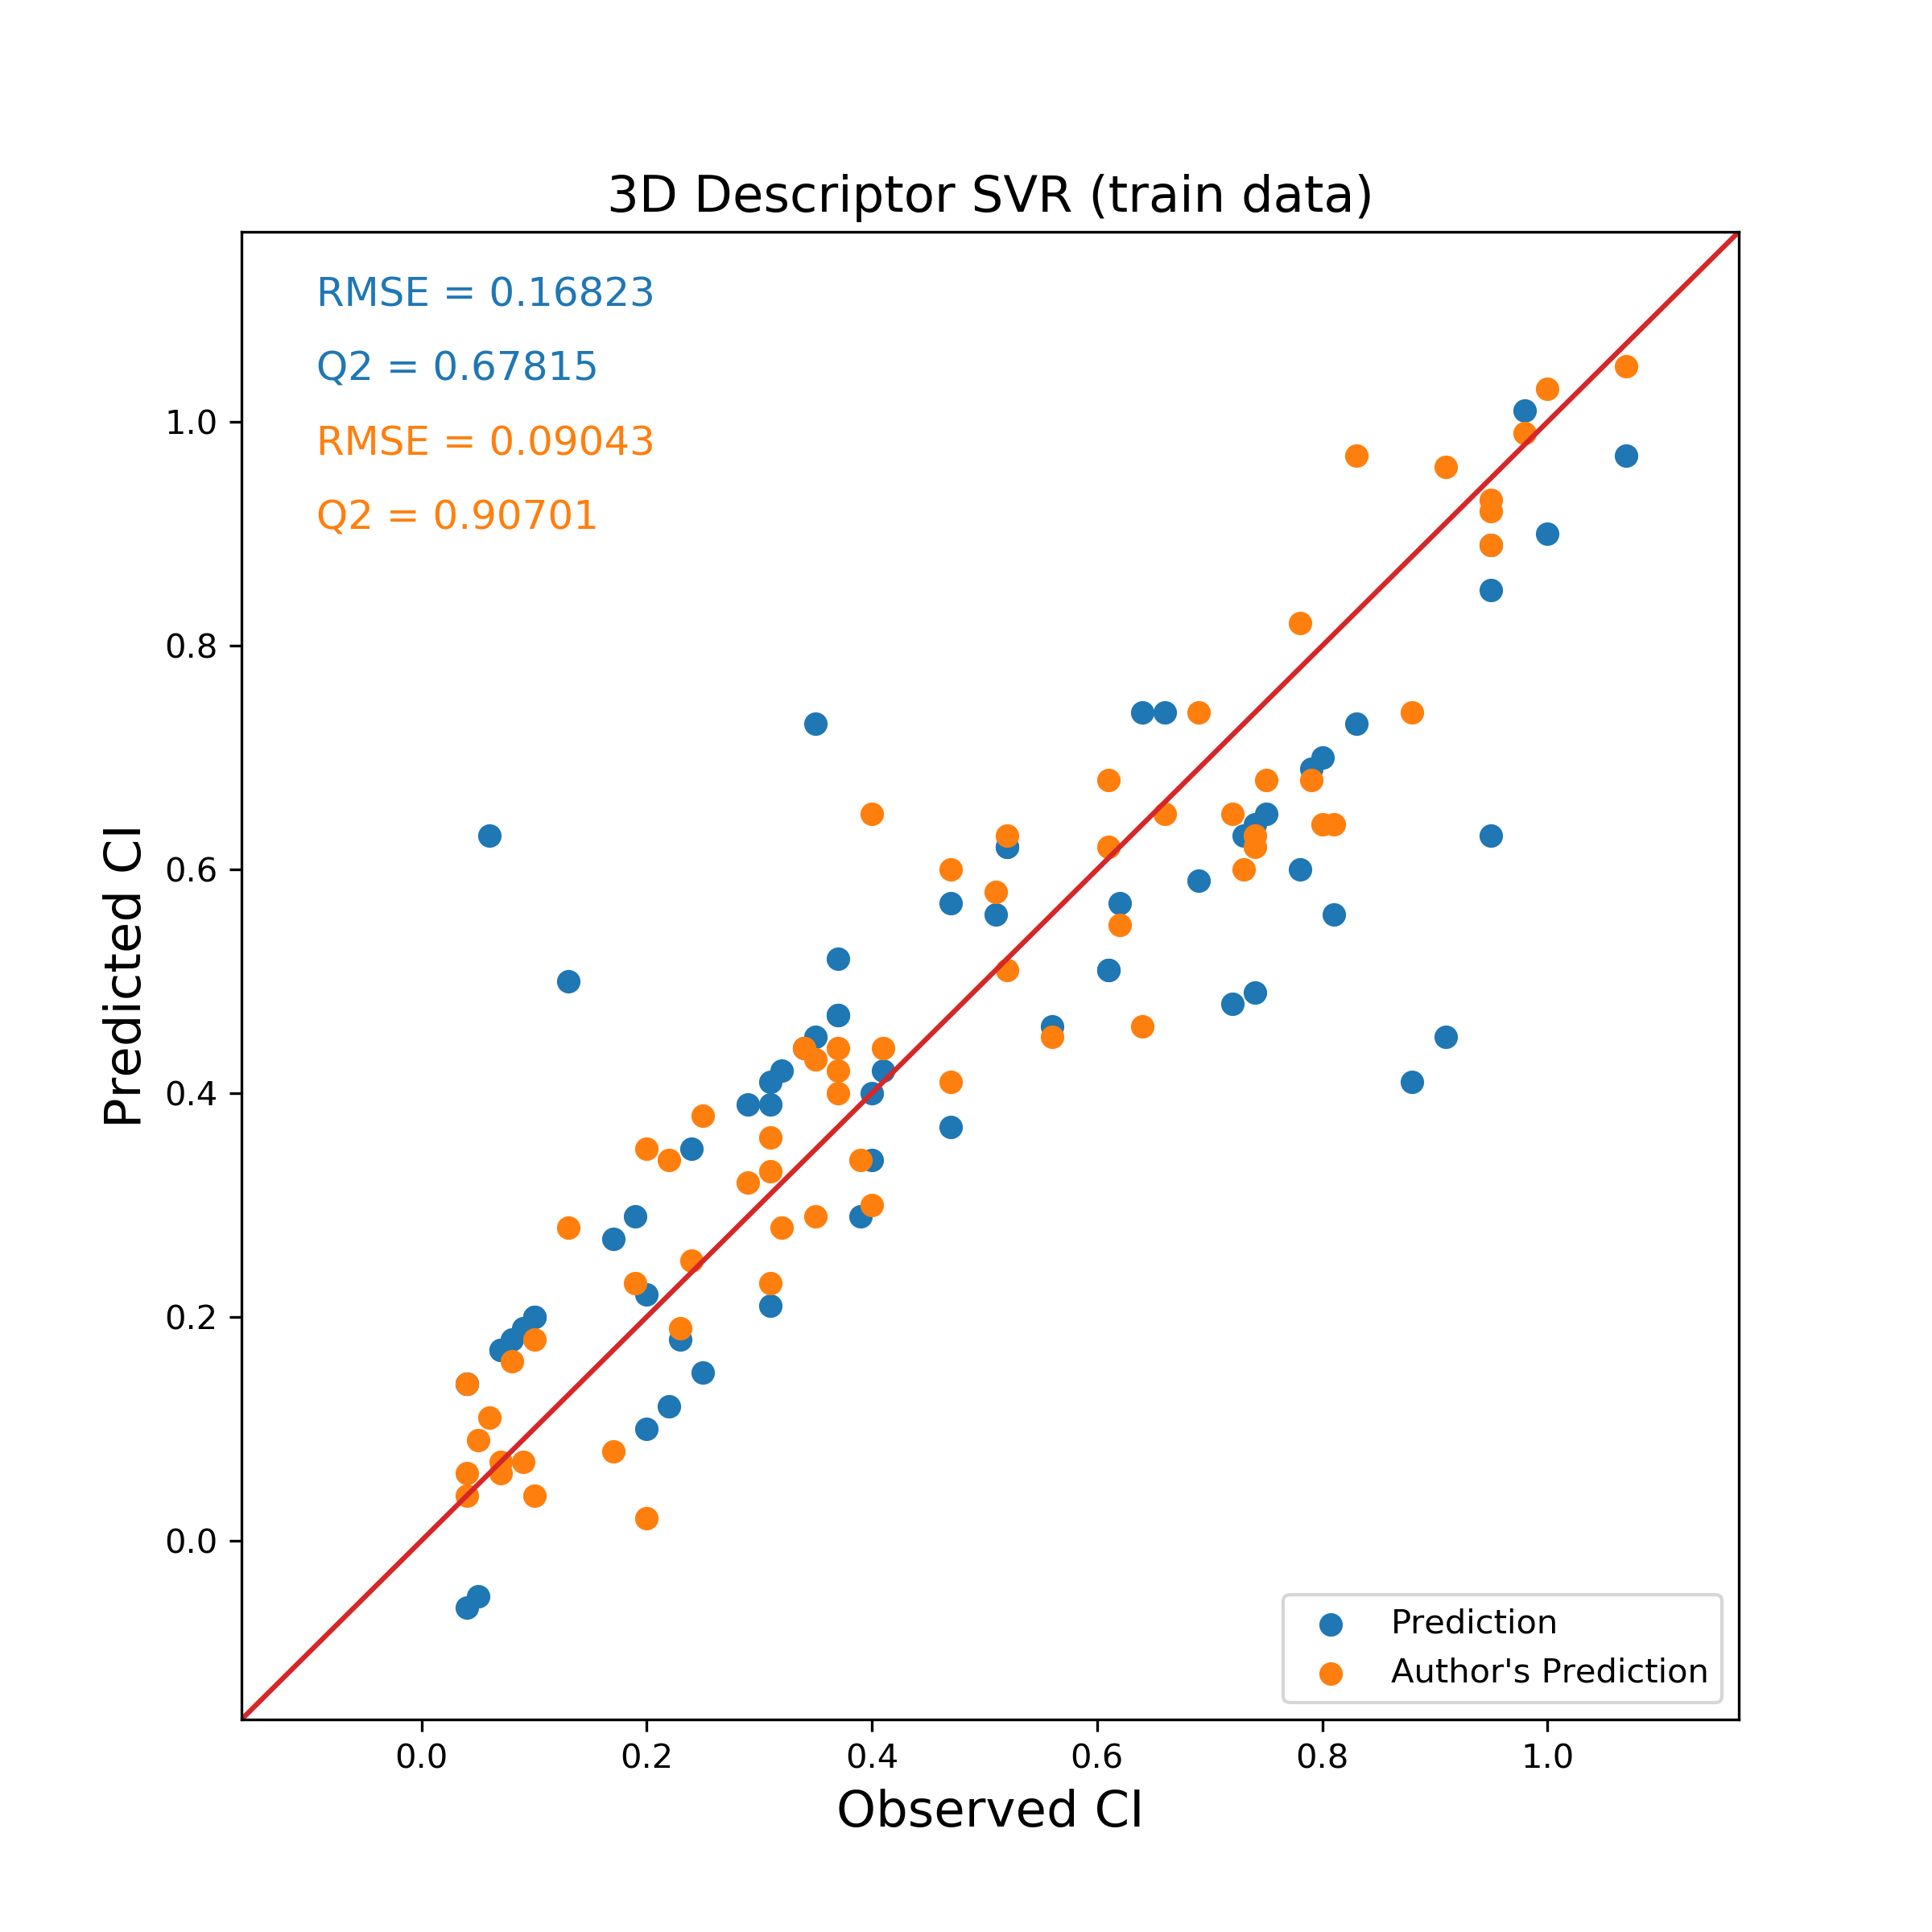 3D Descriptor SVR (train data)
RMSE = 0.16823
Q2 = 0.67815
RMSE = 0.09043
Q2 = 0.90701
Predicted CI
1.0
0.8
0.6
0.4
0.2
0.0
Prediction
Author's Prediction
0.0 0.2 0.4 0.6 0.8 1.0
Observed CI